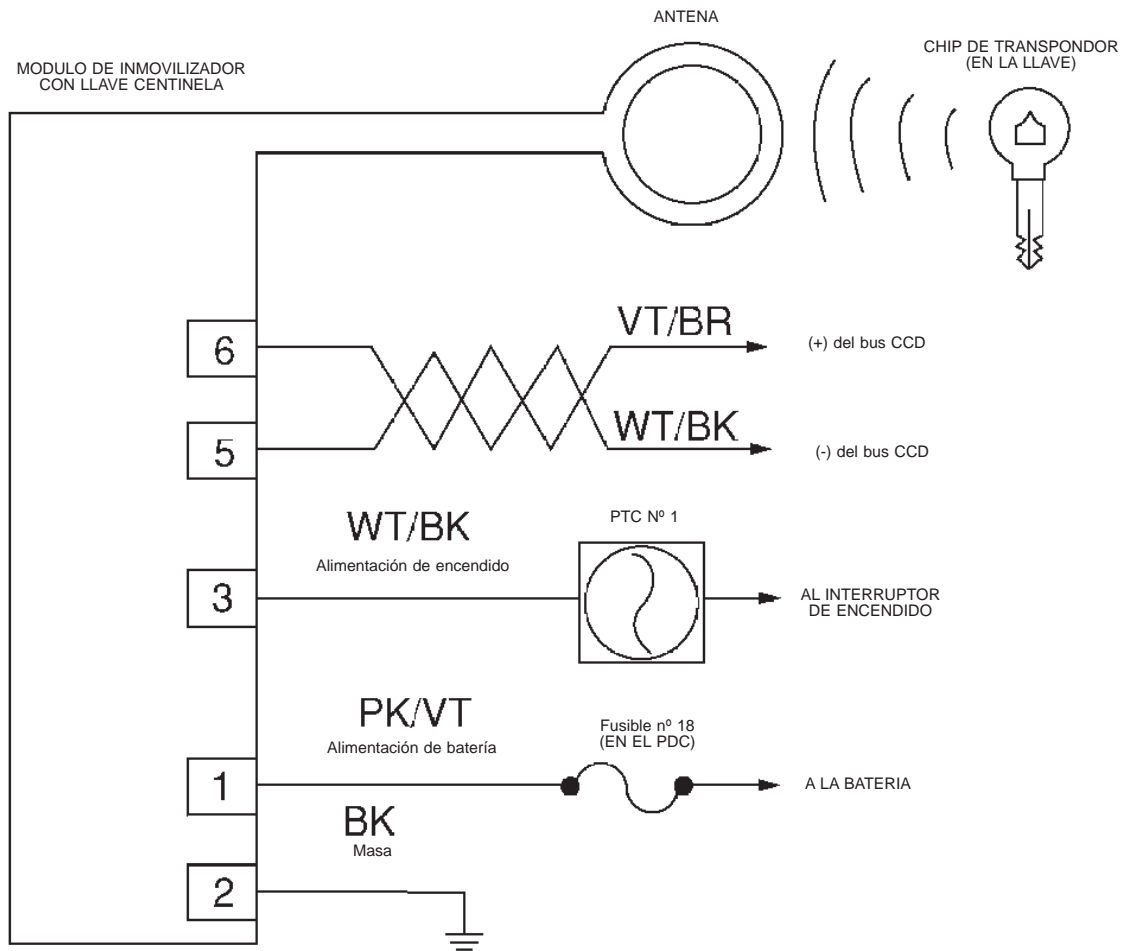 ANTENA
CHIP DE TRANSPONDOR
(EN LA LLAVE)
MODULO DE INMOVILIZADOR
CON LLAVE CENTINELA
6
VT/BR
(+) del bus CCD
5
WT/BK
(-) del bus CCD
WT/BK
Alimentación de encendido
PTC Nº 1
3
AL INTERRUPTOR
DE ENCENDIDO
PK/VT
Alimentación de batería
Fusible nº 18
(EN EL PDC)
1
A LA BATERIA
BK
Masa
2